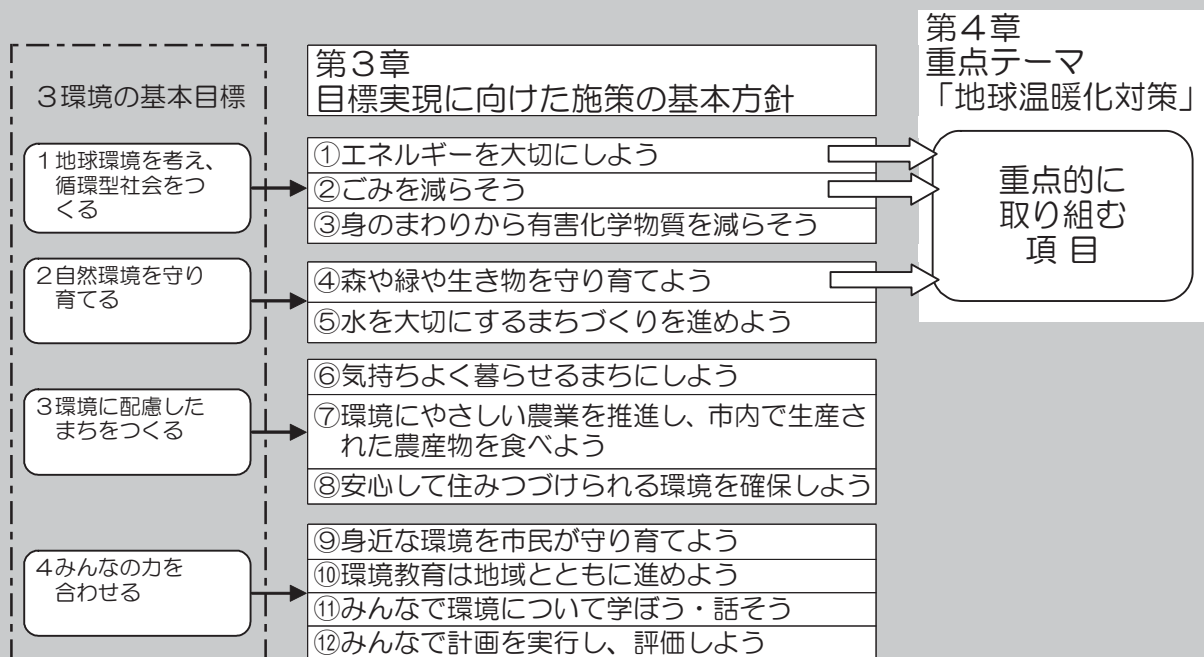 ３環境の基本目標
１地球環境を考え、
循環型社会をつ
くる
２自然環境を守り
育てる
３環境に配慮した
まちをつくる
４みんなの力を
合わせる
第３章
目標実現に向けた施策の基本方針
①エネルギーを大切にしよう
②ごみを減らそう
③身のまわりから有害化学物質を減らそう
④森や緑や生き物を守り育てよう
⑤水を大切にするまちづくりを進めよう
⑥気持ちよく暮らせるまちにしよう
⑦環境にやさしい農業を推進し、市内で生産さ
れた農産物を食べよう
⑧安心して住みつづけられる環境を確保しよう
⑨身近な環境を市民が守り育てよう
⑩環境教育は地域とともに進めよう
⑪みんなで環境について学ぼう・話そう
⑫みんなで計画を実行し、評価しよう
第４章
重点テーマ
「地球温暖化対策」
重点的に
取り組む
項 目